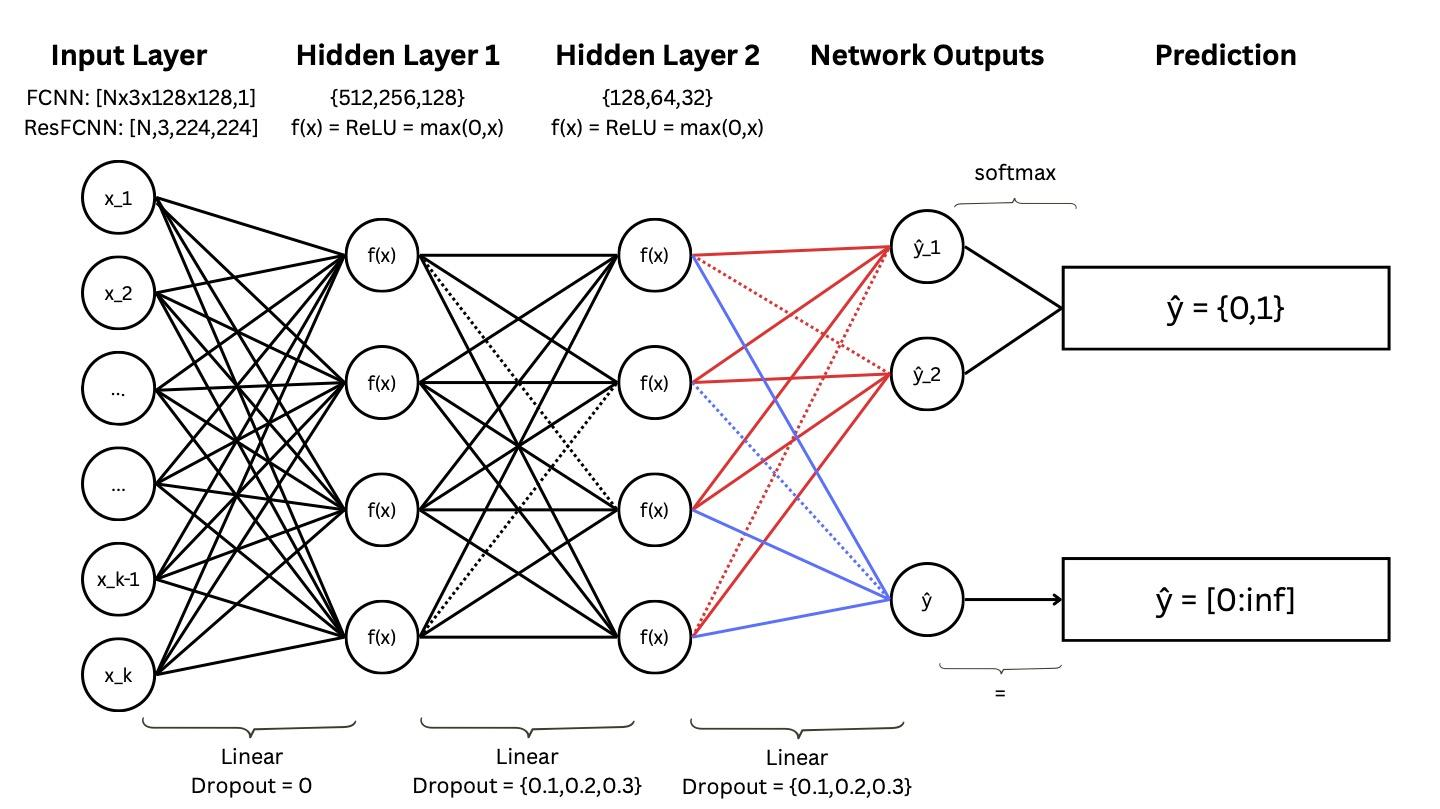 Input Layer
Hidden Layer 1
Hidden Layer 2
Network Outputs
Prediction
FCNN: [Nx3x128x128,1]
ResFCNN: [N,3,224,224]
{512,256,128}
f(x) = ReLU = max(0,x)
{128,64,32}
f(x) = ReLU = max(0,x)
softmax
x_1
x_2
...
...
x_k-1
x_k
f(x)
f(x)
f(x)
f(x)
f(x)
f(x)
f(x)
f(x)
ŷ_1
ŷ_2
ŷ
ŷ = {0,1}
ŷ = [0:inf]
=
Linear
Dropout = 0
Linear
Dropout = {0.1,0.2,0.3}
Linear
Dropout = {0.1,0.2,0.3}